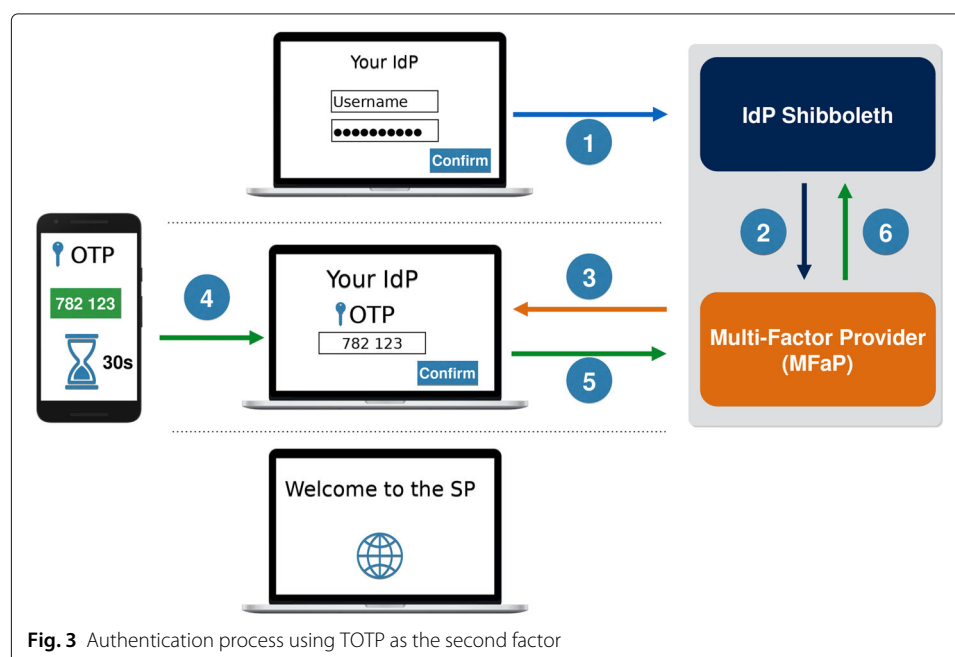 Your IdP
Username
●●●●●●●●●●
Confirm
1
IdP Shibboleth
2
6
OTP
782 123
30s
4
Your IdP
OTP
782 123
Confirm
3
5
Multi-Factor Provider
(MFaP)
Welcome to the SP
Fig. 3 Authentication process using TOTP as the second factor